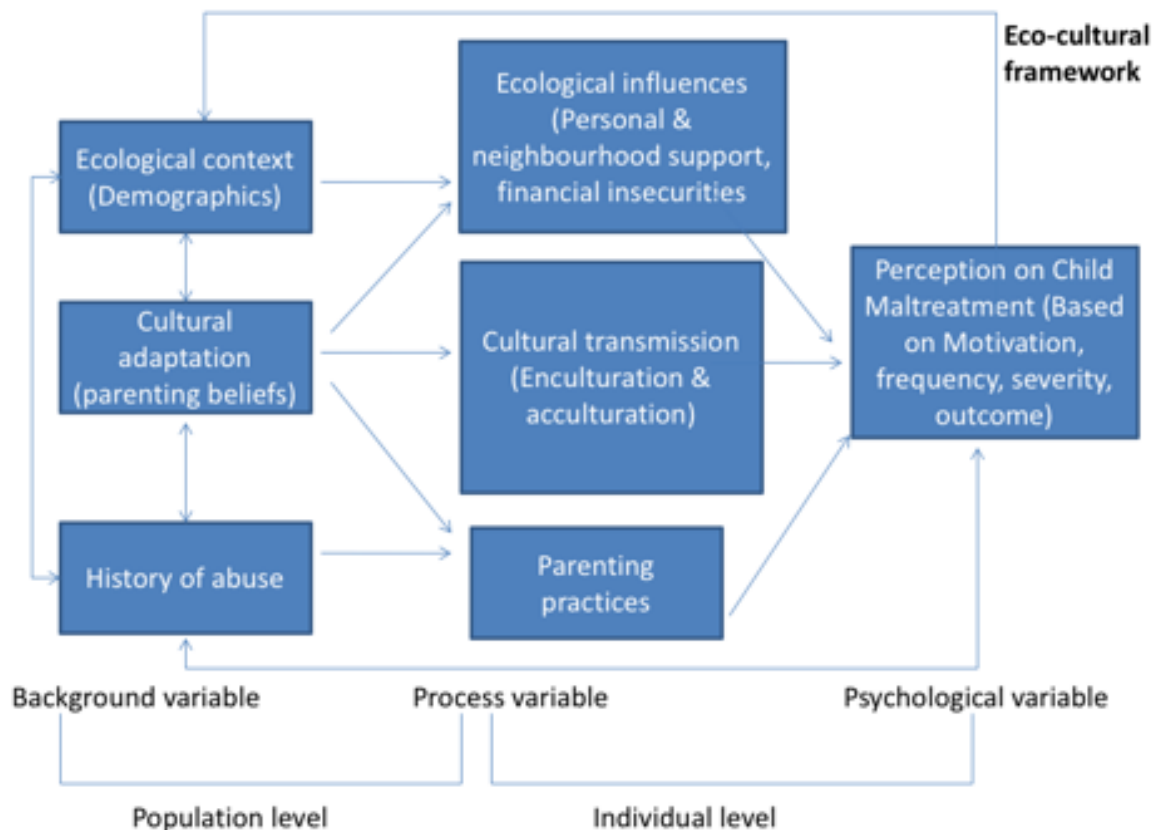 Eco-cultural
framework
Ecological context
(Demographics)
Cultural
adaptation
(parenting beliefs)
History of abuse
Ecological influences
(Personal &
neighbourhood support,
financial insecurities
Cultural transmission
(Enculturation &
acculturation)
Parenting
practices
Perception on Child
Maltreatment (Based
on Motivation,
frequency, severity,
outcome)
Background variable
Process variable
Psychological variable
Population level
Individual level